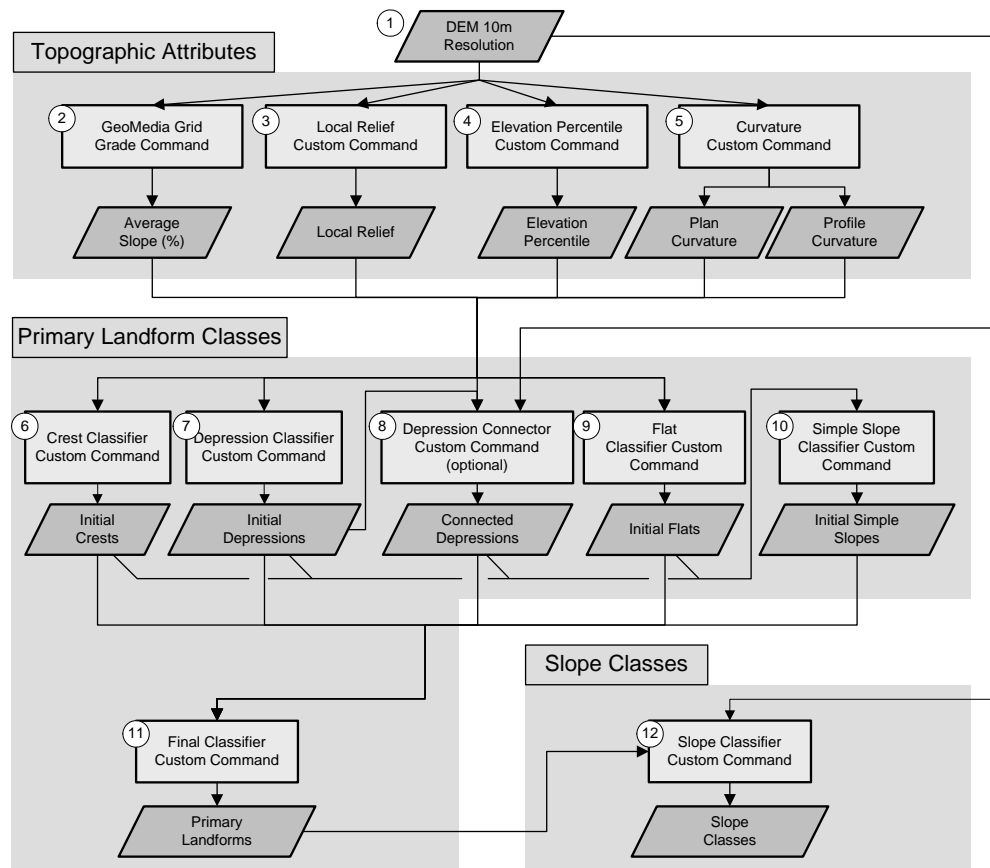 1
DEM 10m
Resolution
Topographic Attributes
2
GeoMedia Grid
Grade Command
3
Local Relief
Custom Command
4
Elevation Percentile
Custom Command
5
Curvature
Custom Command
Average
Slope (%)
Local Relief
Elevation
Percentile
Plan
Curvature
Profile
Curvature
Primary Landform Classes
6
Crest Classifier
Custom Command
7
Depression Classifier
Custom Command
8
Depression Connector
Custom Command
(optional)
9
Flat
Classifier Custom
Command
10
Simple Slope
Classifier Custom
Command
Initial
Crests
Initial
Depressions
Connected
Depressions
Initial Flats
Initial Simple
Slopes
Slope Classes
11
Final Classifier
Custom Command
12
Slope Classifier
Custom Command
Primary
Landforms
Slope
Classes